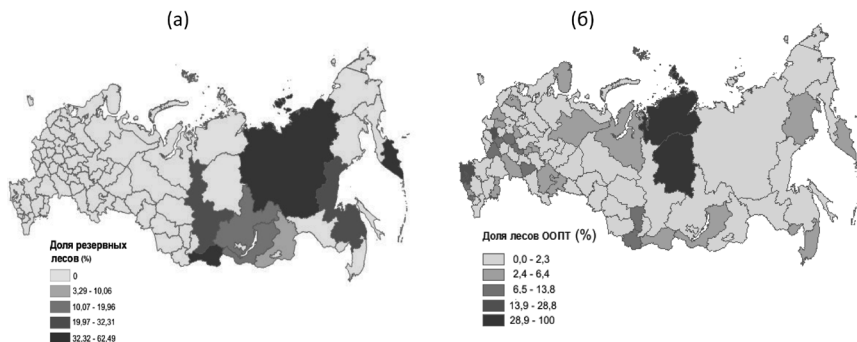 (а)
(б)
Доля резервных
лесов (%)
0
3,29 - 10,06
10,07 - 19,96
19,97 - 32,31
32,32 - 62,49
Доля лесов ООПТ (%)
0,0 - 2,3
2,4 - 6,4
6,5 - 13,8
13,9 - 28,8
28,9 - 100